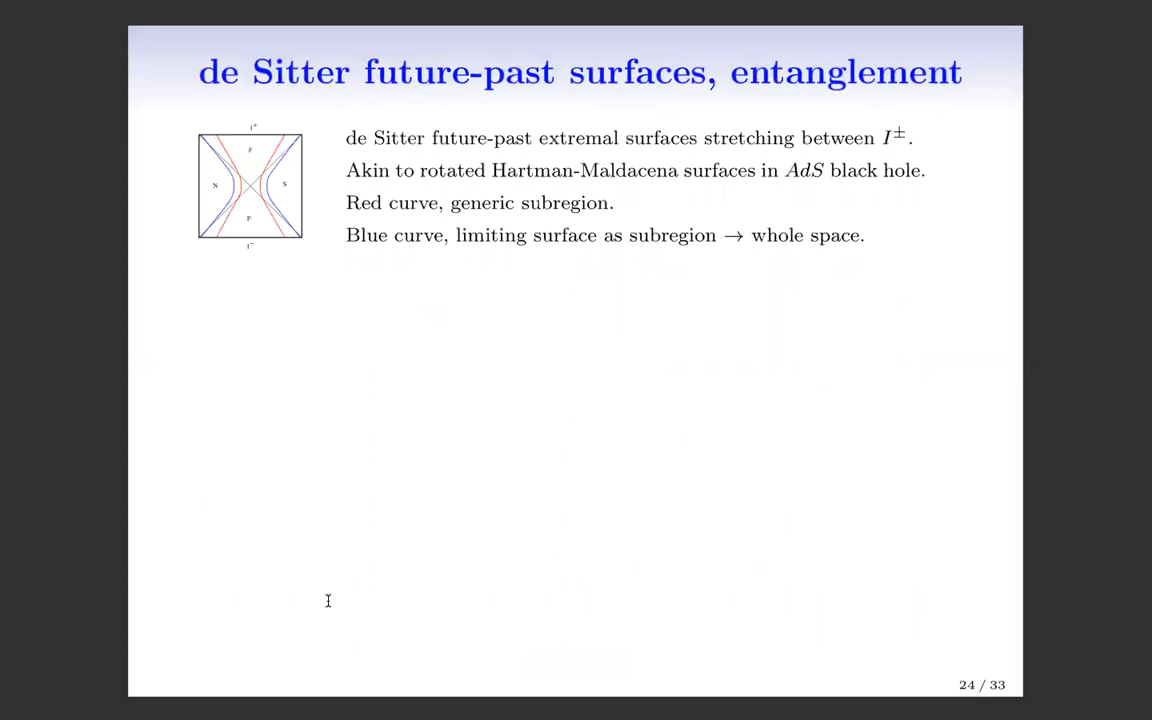 de Sitter future-past surfaces, entanglement
I⁺
F
N
S
P
I⁻
de Sitter future-past extremal surfaces stretching between I±.
Akin to rotated Hartman-Maldacena surfaces in AdS black hole.
Red curve, generic subregion.
Blue curve, limiting surface as subregion → whole space.
24 / 33